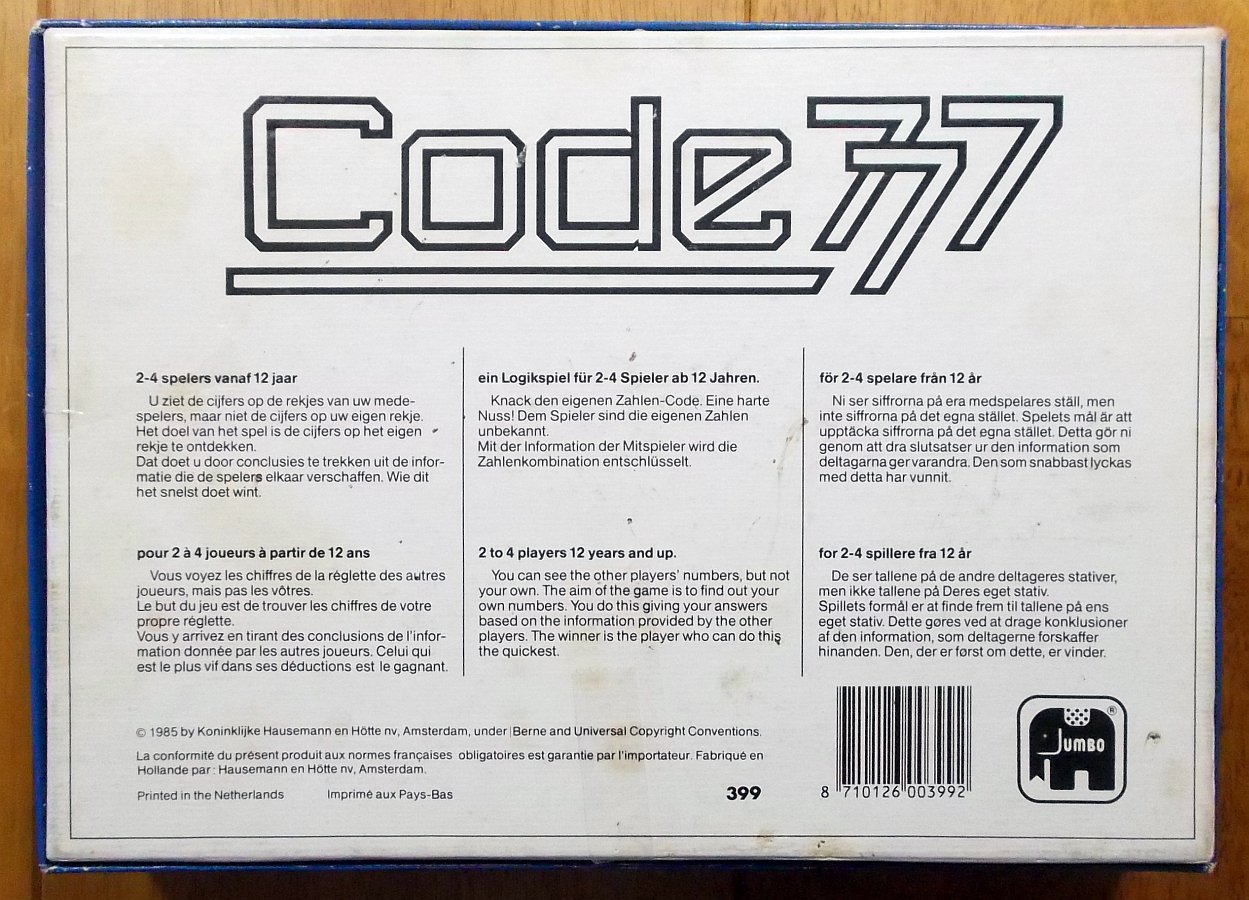 Code 777
2-4 spelers vanaf 12 jaar
U ziet de cijfers op de rekjes van uw mede-
spelers, maar niet de cijfers op uw eigen rekje.
Het doel van het spel is de cijfers op het eigen
rekje te ontdekken.
Dat doet u door conclusies te trekken uit de infor-
matie die de spelers elkaar verschaffen. Wie dit
het snelst doet wint.
ein Logikspiel für 2-4 Spieler ab 12 Jahren.
Knack den eigenen Zahlen-Code. Eine harte
Nuss! Dem Spieler sind die eigenen Zahlen
unbekannt.
Mit der Information der Mitspieler wird die
Zahlenkombination entschlüsselt.
för 2-4 spelare från 12 år
Ni ser siffrorna på era medspelares ställ, men
inte siffrorna på det egna stället. Spelets mål är att
upptäcka siffrorna på det egna stället. Detta gör ni
genom att dra slutsatser ur den information som
deltagarna ger varandra. Den som snabbast lyckas
med detta har vunnit.
pour 2 à 4 joueurs à partir de 12 ans
Vous voyez les chiffres de la réglette des autres
joueurs, mais pas les vôtres.
Le but du jeu est de trouver les chiffres de votre
propre réglette.
Vous y arrivez en tirant des conclusions de l'infor-
mation donnée par les autres joueurs. Celui qui
est le plus vif dans ses déductions est le gagnant.
2 to 4 players 12 years and up.
You can see the other players' numbers, but not
your own. The aim of the game is to find out your
own numbers. You do this giving your answers
based on the information provided by the other
players. The winner is the player who can do this
the quickest.
for 2-4 spillere fra 12 år
De ser tallene på de andre deltageres stativer,
men ikke tallene på Deres eget stativ.
Spillets formål er at finde frem til tallene på ens
eget stativ. Dette gøres ved at drage konklusioner
af den information, som deltagerne forskaffer
hinanden. Den, der er først om dette, er vinder.
© 1985 by Koninklijke Hausemann en Hötte nv, Amsterdam, under Berne and Universal Copyright Conventions.
La conformité du présent produit aux normes françaises obligatoires est garantie par l'importateur. Fabriqué en
Hollande par: Hausemann en Hötte nv, Amsterdam.
Printed in the Netherlands Imprimé aux Pays-Bas
399
8 710126 003992
JUMBO ®